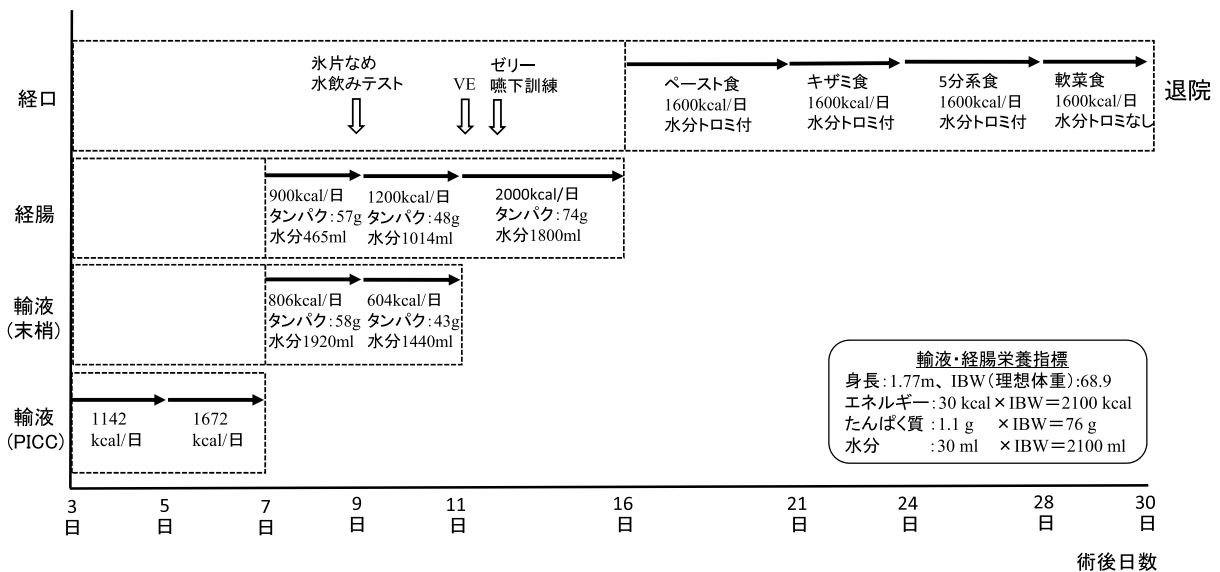 経口
氷片なめ
水飲みテスト
VE
ゼリー
嚥下訓練
ペースト食
1600kcal/日
水分トロミ付
キザミ食
1600kcal/日
水分トロミ付
5分系食
1600kcal/日
水分トロミ付
軟菜食
1600kcal/日
水分トロミなし
退院
経腸
900kcal/日
タンパク:57g
水分465ml
1200kcal/日
タンパク:48g
水分1014ml
2000kcal/日
タンパク:74g
水分1800ml
輸液
(末梢)
806kcal/日
タンパク:58g
水分1920ml
604kcal/日
タンパク:43g
水分1440ml
輸液
(PICC)
1142
kcal/日
1672
kcal/日
輸液・経腸栄養指標
身長:1.77m、IBW(理想体重):68.9
エネルギー:30 kcal×IBW=2100 kcal
たんぱく質:1.1 g ×IBW=76 g
水分 :30 ml ×IBW=2100 ml
3
日
5
日
7
日
9
日
11
日
16
日
21
日
24
日
28
日
30
日
術後日数